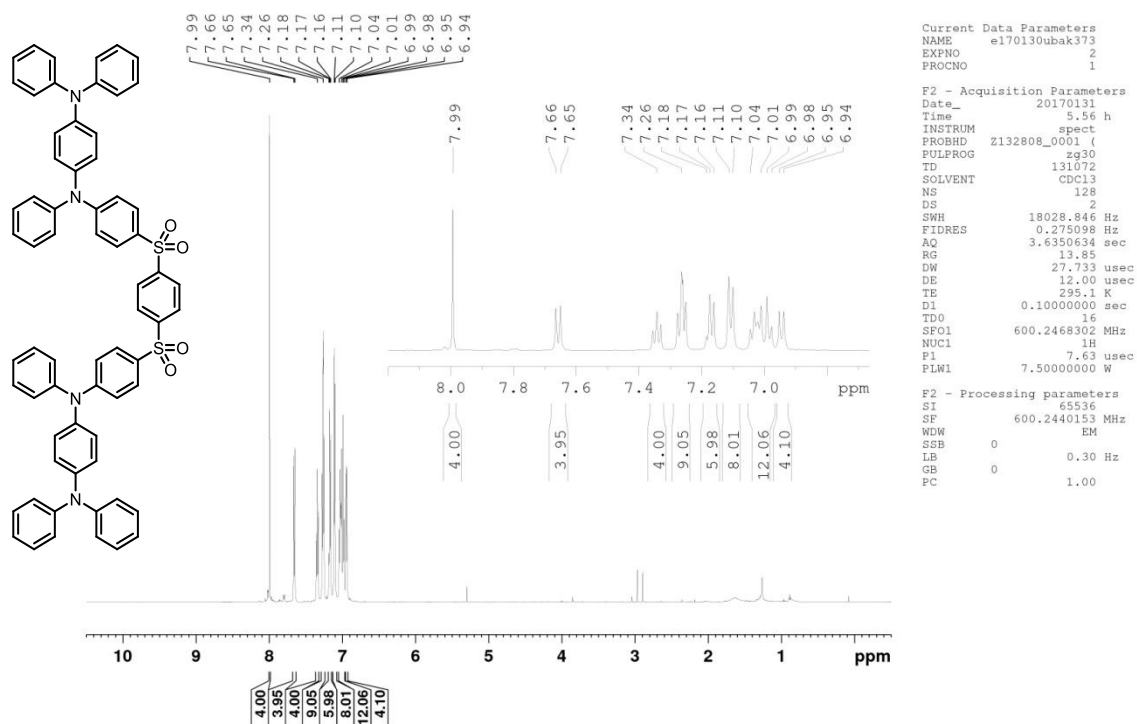 7.99
7.66
7.65
7.34
7.26
7.18
7.17
7.16
7.11
7.10
7.04
7.01
6.99
6.98
6.95
6.94
N
N
S
O
O
S
O
O
N
N
7.99
7.66
7.65
7.34
7.26
7.18
7.17
7.16
7.11
7.10
7.04
7.01
6.99
6.98
6.95
6.94
8.0 7.8 7.6 7.4 7.2 7.0 ppm
4.00
3.95
4.00
9.05
5.98
8.01
12.06
4.10
10 9 8 7 6 5 4 3 2 1 ppm
4.00
3.95
4.00
9.05
5.98
8.01
12.06
4.10
Current Data Parameters
NAME e170130ubak373
EXPNO 2
PROCNO 1
F2 - Acquisition Parameters
Date_ 20170131
Time 5.56 h
INSTRUM spect
PROBHD Z132808_0001 (
PULPROG zg30
TD 131072
SOLVENT CDCl3
NS 128
DS 2
SWH 18028.846 Hz
FIDRES 0.275098 Hz
AQ 3.6350634 sec
RG 13.85
DW 27.733 usec
DE 12.00 usec
TE 295.1 K
D1 0.10000000 sec
TD0 16
SFO1 600.2468302 MHz
NUC1 1H
P1 7.63 usec
PLW1 7.50000000 W
F2 - Processing parameters
SI 65536
SF 600.2440153 MHz
WDW EM
SSB 0
LB 0.30 Hz
GB 0
PC 1.00